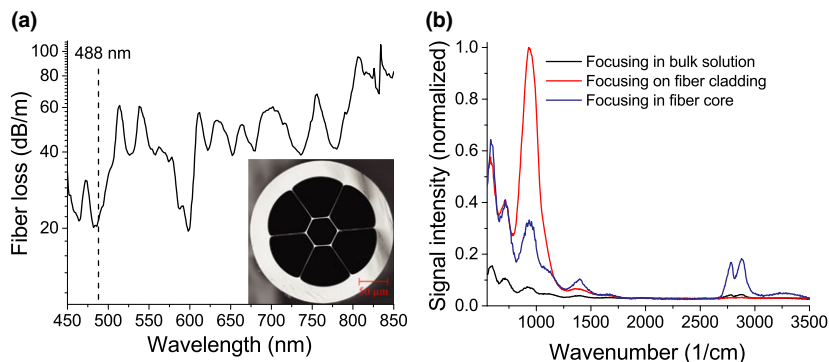 (a)
488 nm
100
80
60
40
20
Fiber loss (dB/m)
450 500 550 600 650 700 750 800 850
Wavelength (nm)
50 µm
(b)
1.0
0.8
0.6
0.4
0.2
0.0
Signal intensity (normalized)
Focusing in bulk solution
Focusing on fiber cladding
Focusing in fiber core
1000 1500 2000 2500 3000 3500
Wavenumber (1/cm)